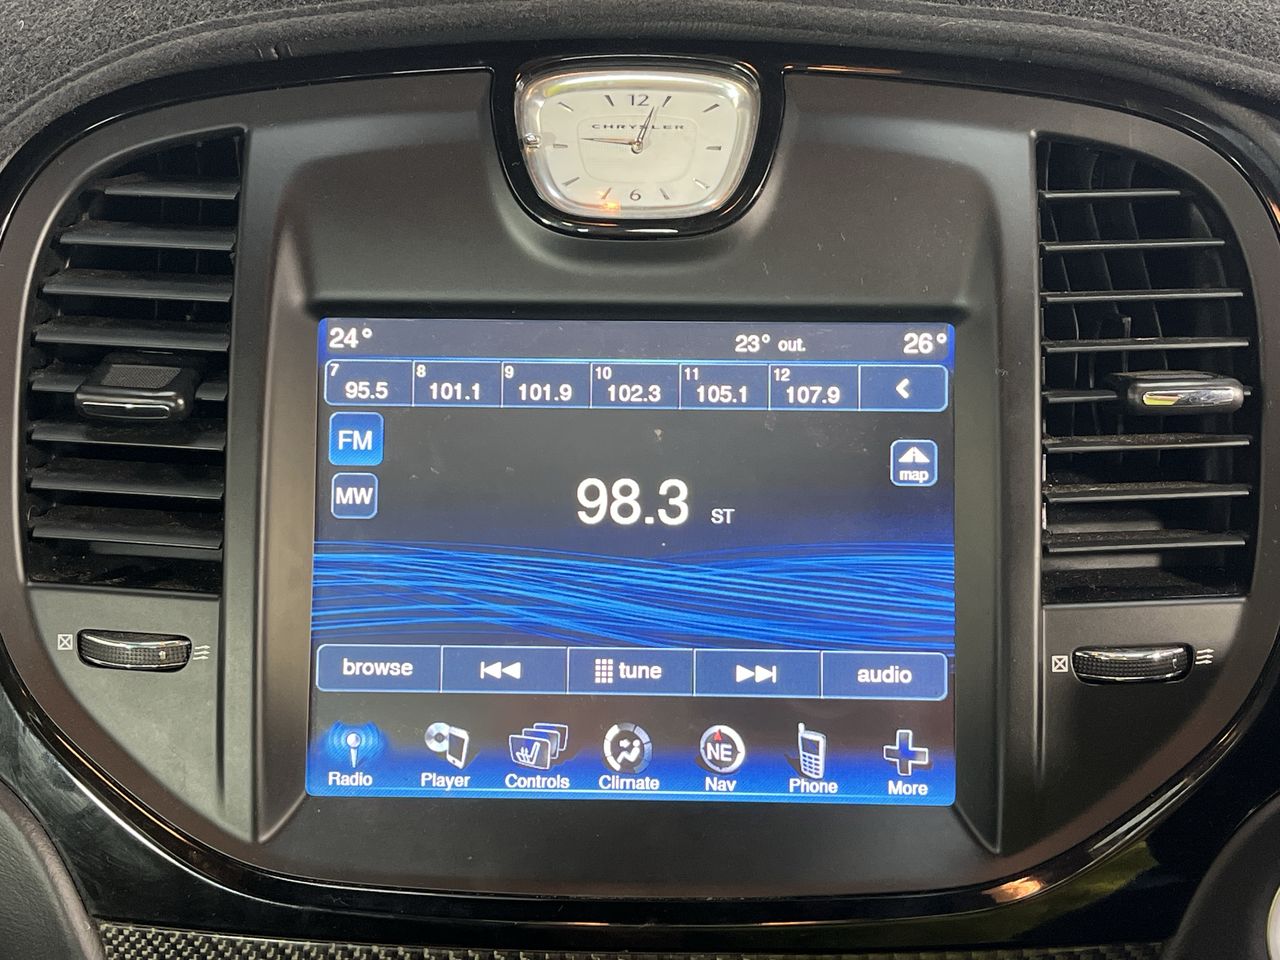 12
CHRYSLER
6
24° 23° out. 26°
7 95.5 8 101.1 9 101.9 10 102.3 11 105.1 12 107.9
FM
map
MW
98.3 ST
browse tune audio
NE
Radio Player Controls Climate Nav Phone More